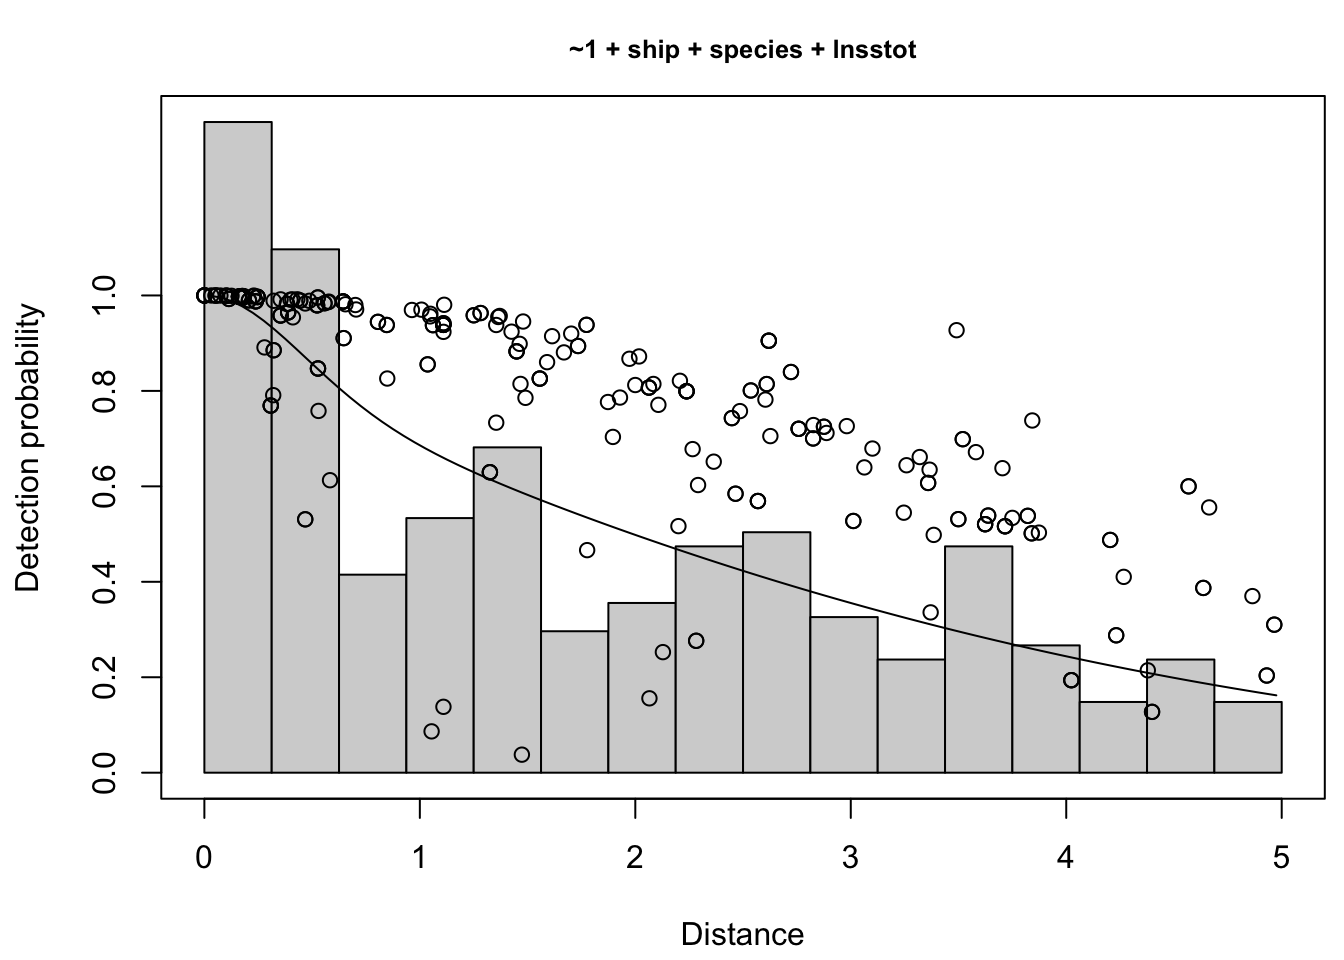 ~1 + ship + species + lnsstot
Detection probability
1.0
0.8
0.6
0.4
0.2
0.0
0 1 2 3 4 5
Distance